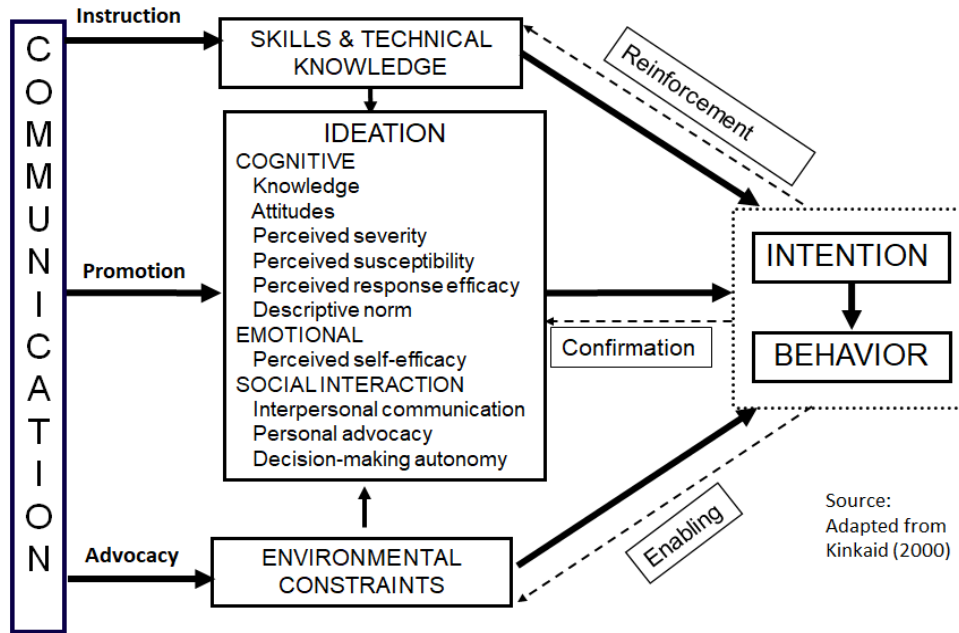 COMMUNICATION
Instruction
SKILLS & TECHNICAL
KNOWLEDGE
Reinforcement
IDEATION
COGNITIVE
Knowledge
Attitudes
Perceived severity
Perceived susceptibility
Perceived response efficacy
Descriptive norm
EMOTIONAL
Perceived self-efficacy
SOCIAL INTERACTION
Interpersonal communication
Personal advocacy
Decision-making autonomy
Promotion
Confirmation
INTENTION
BEHAVIOR
Advocacy
ENVIRONMENTAL
CONSTRAINTS
Enabling
Source:
Adapted from
Kinkaid (2000)